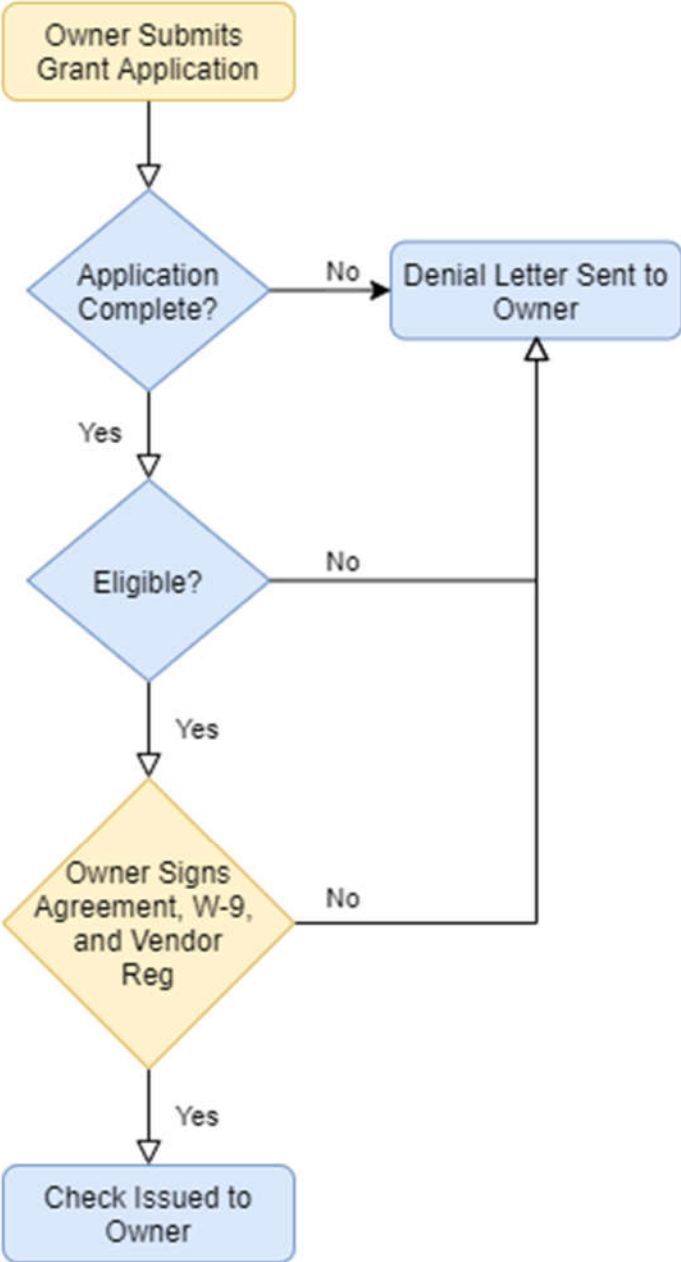 Owner Submits
Grant Application
Application
Complete?
No
Denial Letter Sent to
Owner
Yes
Eligible?
No
Yes
Owner Signs
Agreement, W-9,
and Vendor
Reg
No
Yes
Check Issued to
Owner